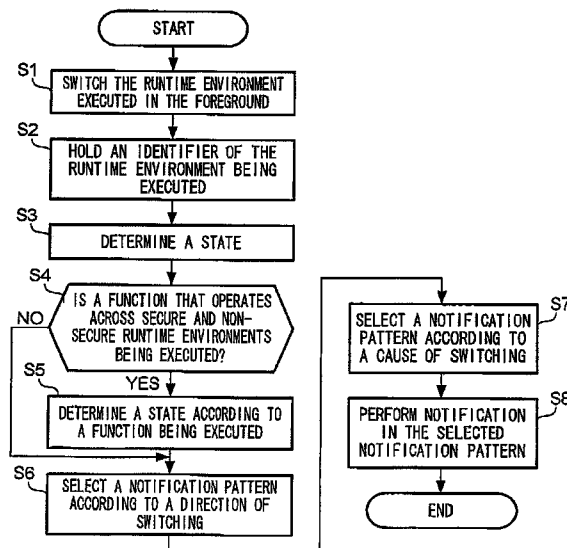 START
S1
SWITCH THE RUNTIME ENVIRONMENT
EXECUTED IN THE FOREGROUND
S2
HOLD AN IDENTIFIER OF THE
RUNTIME ENVIRONMENT BEING
EXECUTED
S3
DETERMINE A STATE
S4
IS A FUNCTION THAT OPERATES
ACROSS SECURE AND NON-
SECURE RUNTIME ENVIRONMENTS
BEING EXECUTED?
NO
YES
S5
DETERMINE A STATE ACCORDING TO
A FUNCTION BEING EXECUTED
S6
SELECT A NOTIFICATION PATTERN
ACCORDING TO A DIRECTION OF
SWITCHING
S7
SELECT A NOTIFICATION
PATTERN ACCORDING TO
A CAUSE OF SWITCHING
S8
PERFORM NOTIFICATION
IN THE SELECTED
NOTIFICATION PATTERN
END